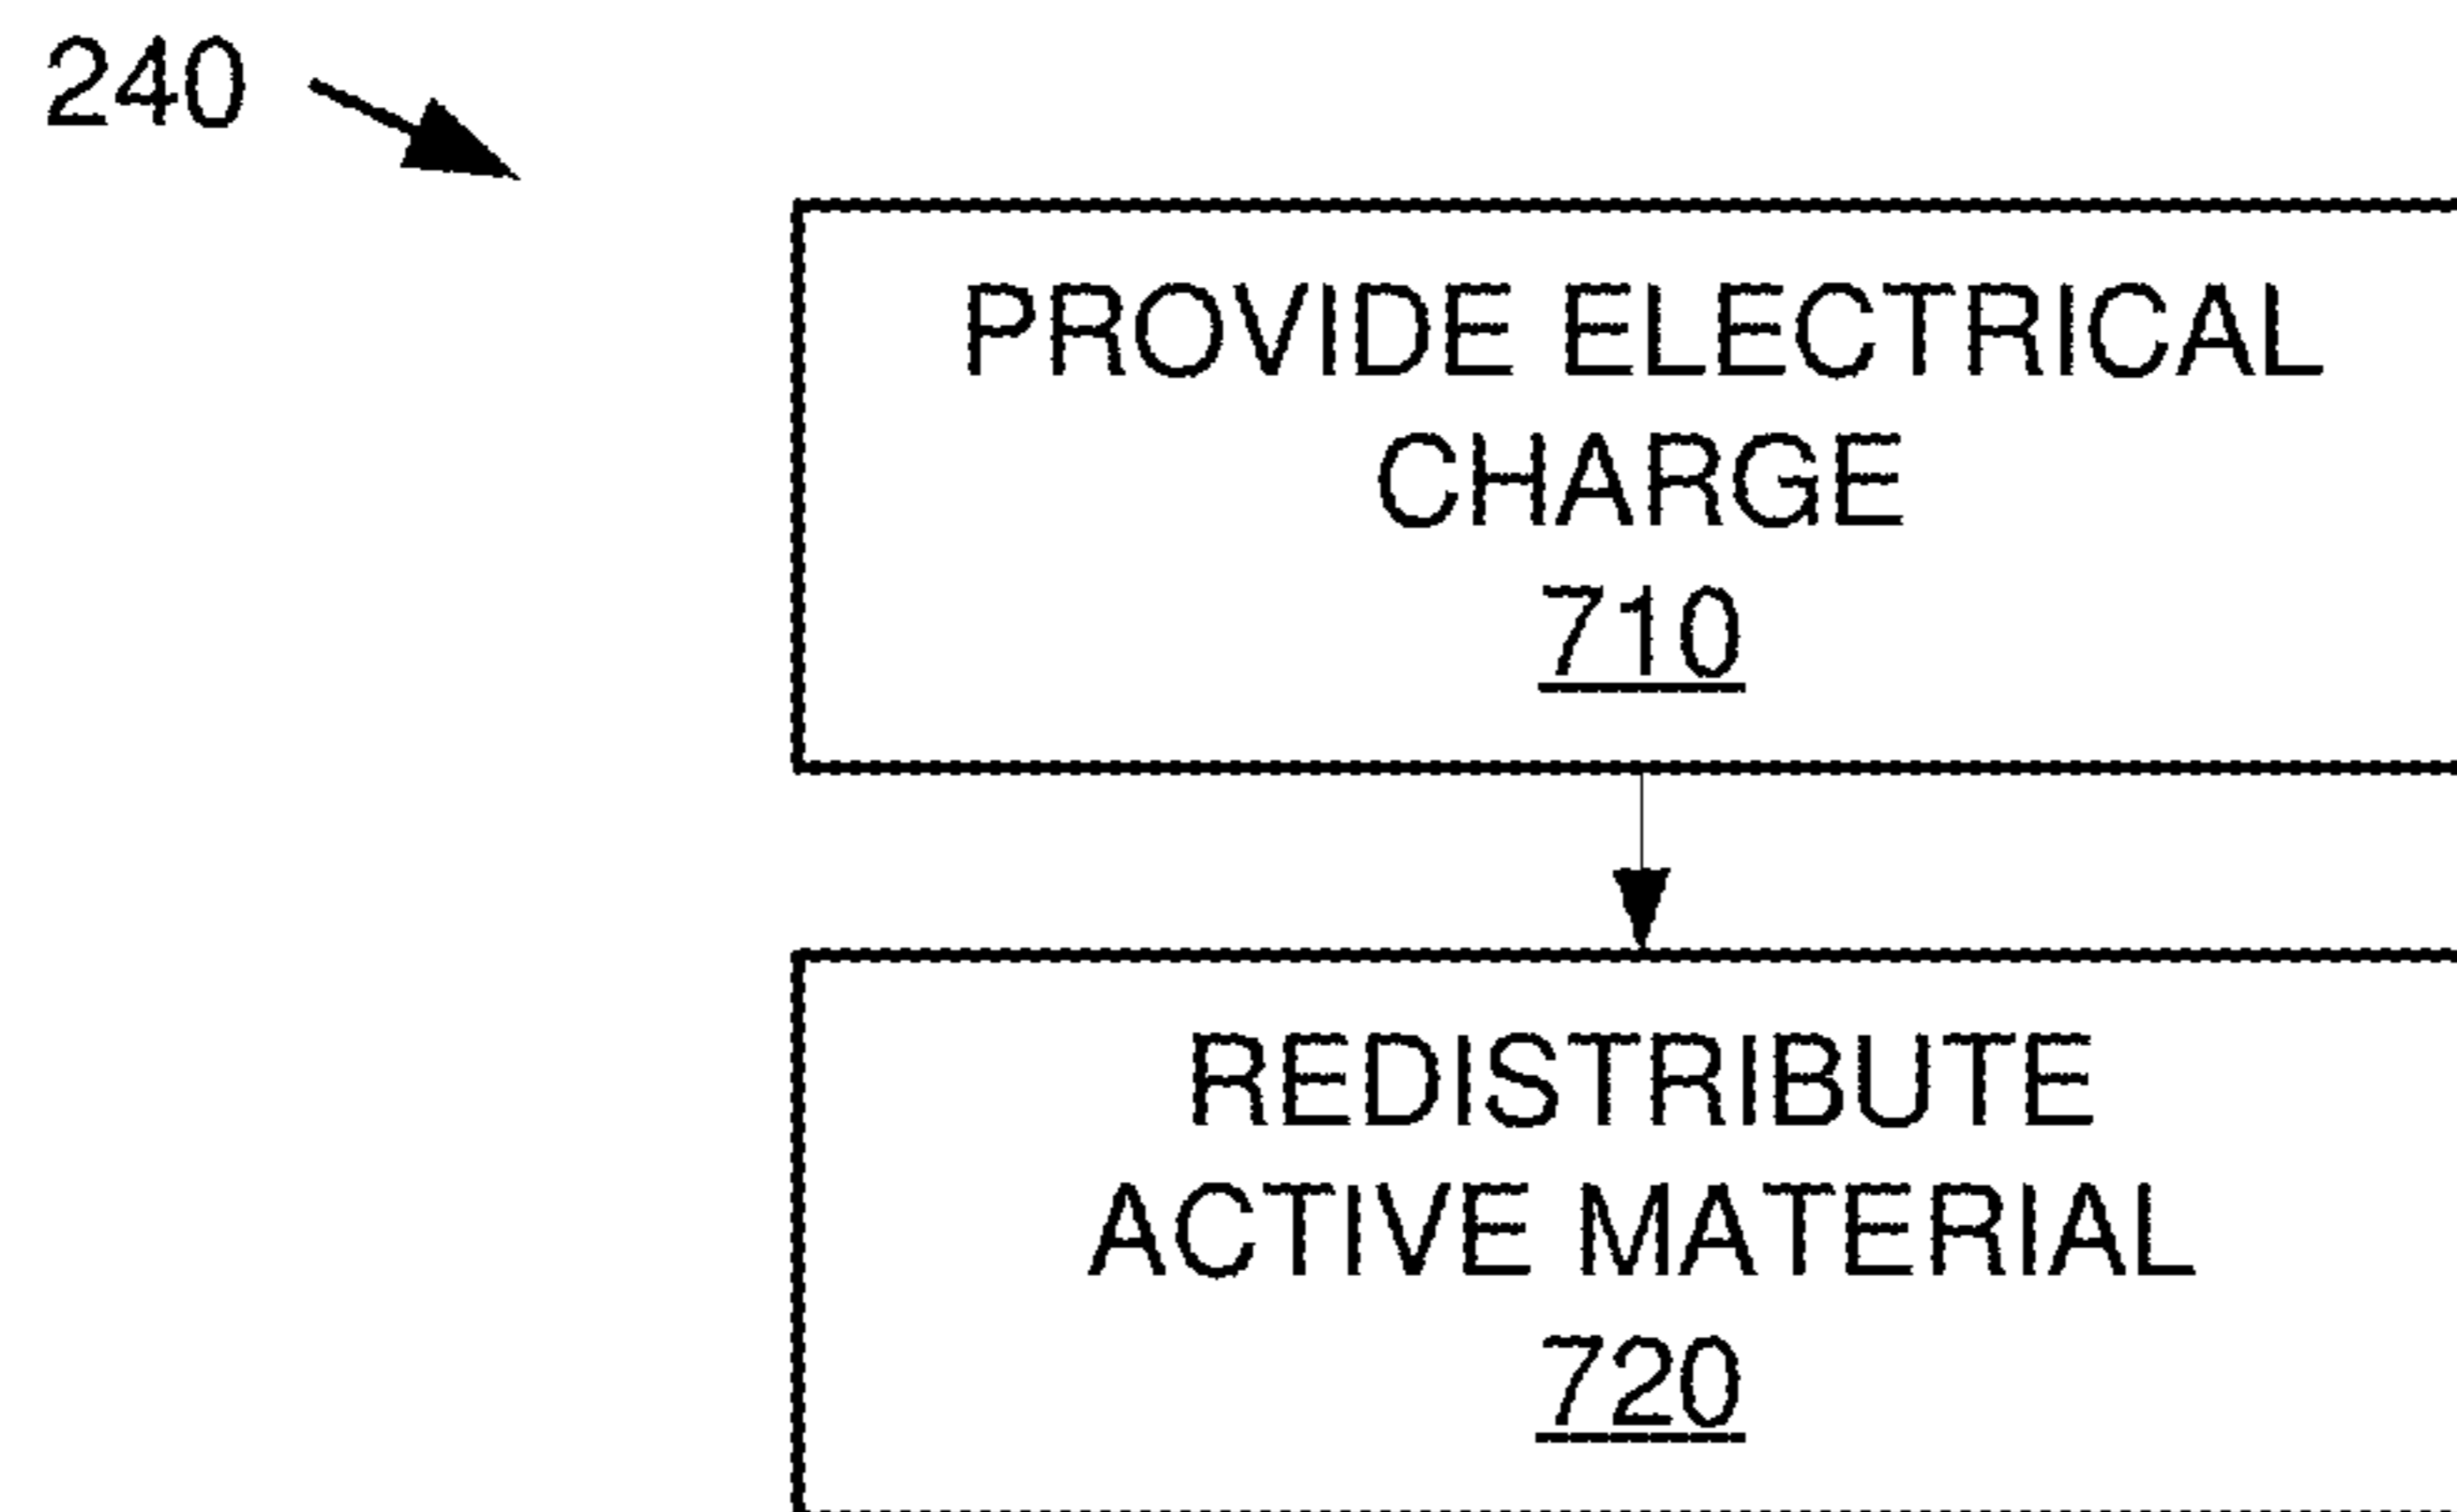 240
PROVIDE ELECTRICAL
CHARGE
710
REDISTRIBUTE
ACTIVE MATERIAL
720